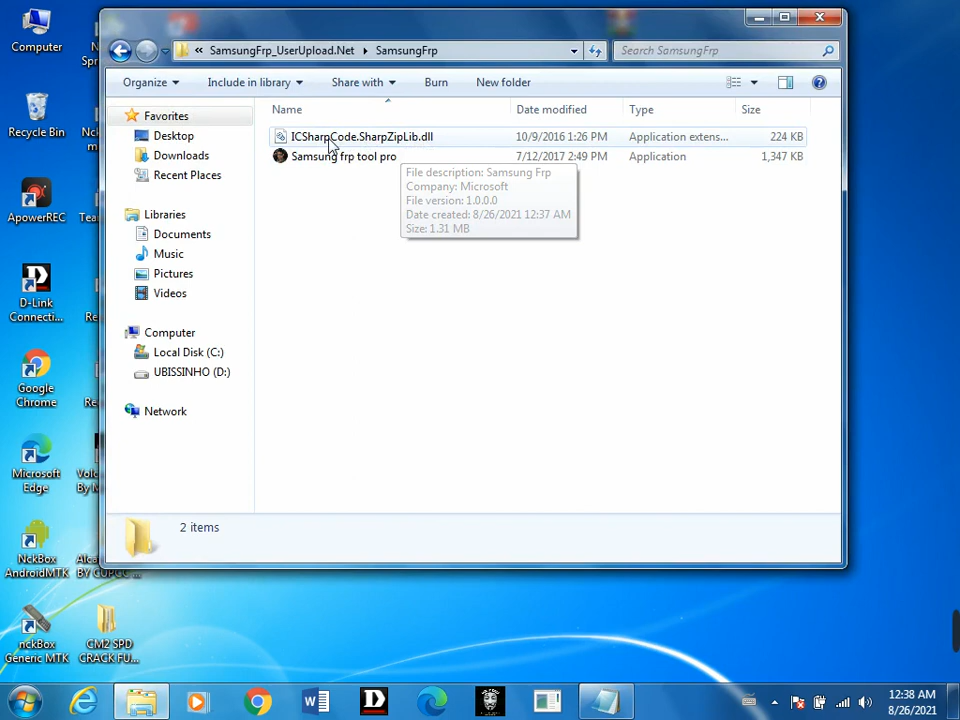 Computer
Recycle Bin
ApowerREC
D-Link
Connecti...
Google
Chrome
Microsoft
Edge
NckBox
AndroidMTK
nckBox
Generic MTK
CM2 SPD
CRACK FU...
« SamsungFrp_UserUpload.Net SamsungFrp
Search SamsungFrp
Organize Include in library Share with Burn New folder
Favorites
Desktop
Downloads
Recent Places
Libraries
Documents
Music
Pictures
Videos
Computer
Local Disk (C:)
UBISSINHO (D:)
Network
Name Date modified Type Size
ICSharpCode.SharpZipLib.dll 10/9/2016 1:26 PM Application extens... 224 KB
Samsung frp tool pro 7/12/2017 2:49 PM Application 1,347 KB
File description: Samsung Frp
Company: Microsoft
File version: 1.0.0.0
Date created: 8/26/2021 12:37 AM
Size: 1.31 MB
2 items
12:38 AM
8/26/2021